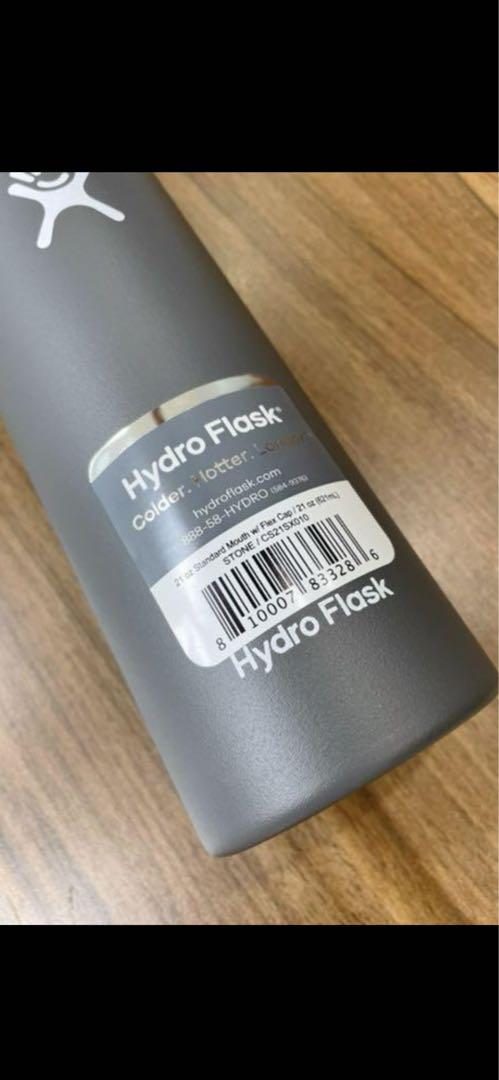 Hydro Flask®
Colder. Hotter. Longer.
hydroflask.com
888-58-HYDRO (584-9376)
21 oz Standard Mouth w/ Flex Cap / 21 oz (621mL)
STONE / CS21SX010
8 10007 83328 6
Hydro Flask